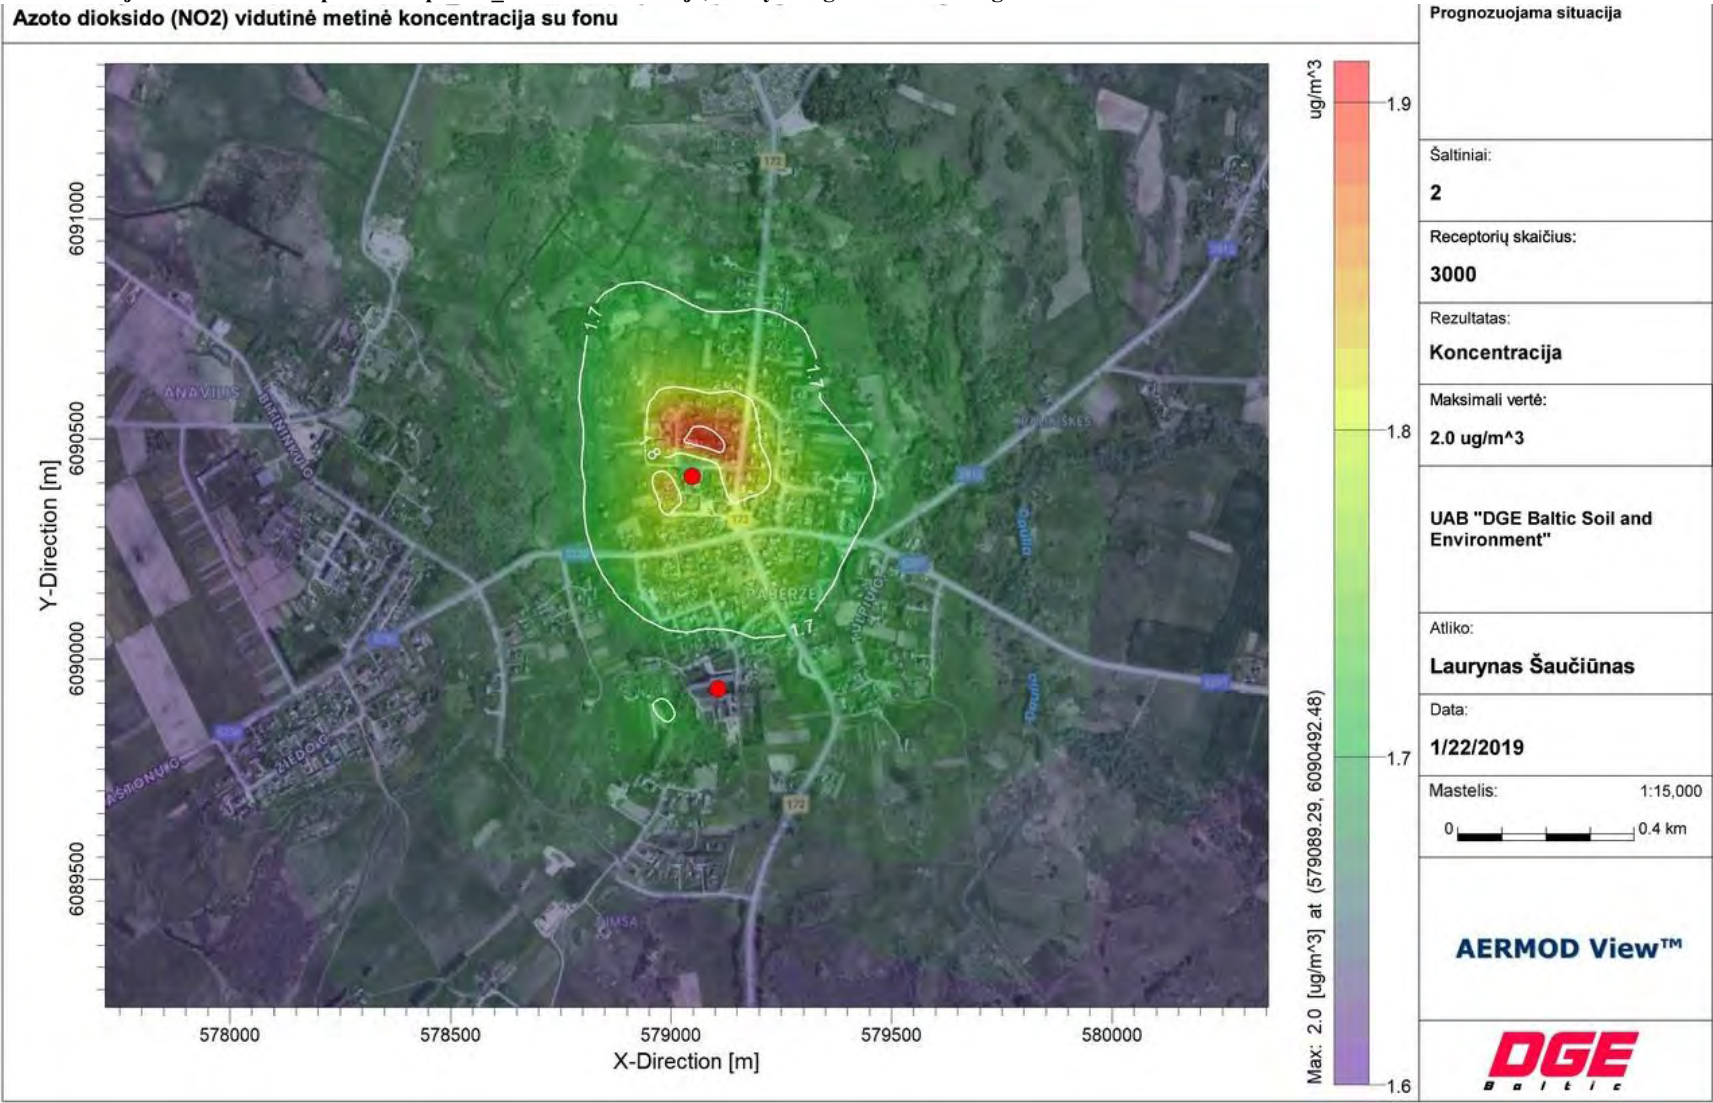 Azoto dioksido (NO2) vidutinė metinė koncentracija su fonu
Prognozuojama situacija
Šaltiniai:
2
Receptorių skaičius:
3000
Rezultatas:
Koncentracija
Maksimali vertė:
2.0 ug/m^3
UAB "DGE Baltic Soil and
Environment"
Atliko:
Laurynas Šaučiūnas
Data:
1/22/2019
Mastelis:
1:15,000
0
0.4 km
AERMOD View™
DGE
Baltic
ug/m^3
1.9
1.8
1.7
1.6
Max: 2.0 [ug/m^3] at (579089.29, 6090492.48)
Y-Direction [m]
6091000
6090500
6090000
6089500
578000
578500
579000
579500
580000
X-Direction [m]
172
1.7
1.7
ANAVILIS
BITININKŲ G.
8
172
PABERŽĖ
1.7
172
ŽIEDO G.